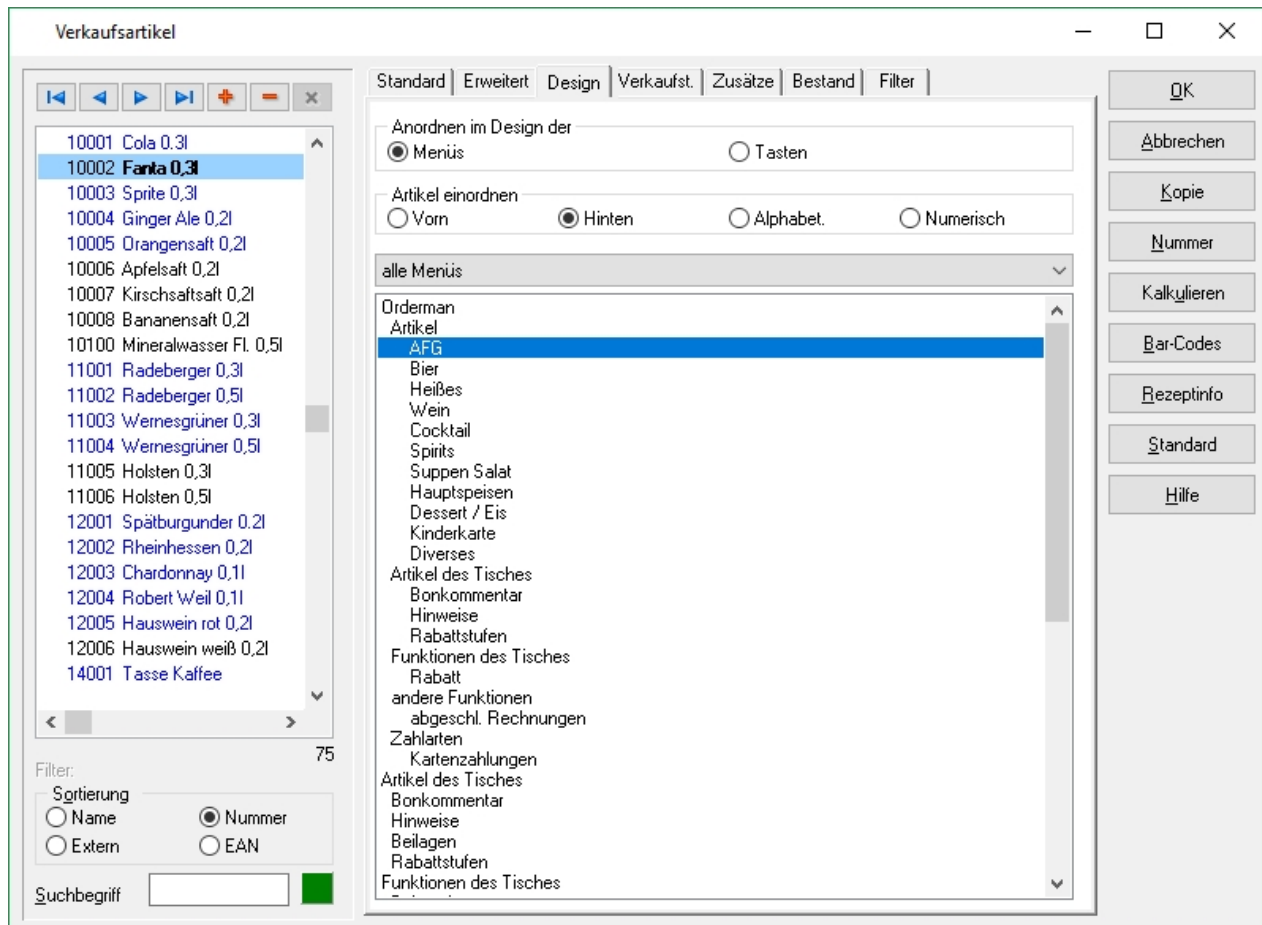 Verkaufsartikel
10001 Cola 0.3l
10002 Fanta 0,3l
10003 Sprite 0,3l
10004 Ginger Ale 0,2l
10005 Orangensaft 0,2l
10006 Apfelsaft 0,2l
10007 Kirschsaftsaft 0,2l
10008 Bananensaft 0,2l
10100 Mineralwasser Fl. 0,5l
11001 Radeberger 0,3l
11002 Radeberger 0,5l
11003 Wernesgrüner 0,3l
11004 Wernesgrüner 0,5l
11005 Holsten 0,3l
11006 Holsten 0,5l
12001 Spätburgunder 0.2l
12002 Rheinhessen 0,2l
12003 Chardonnay 0,1l
12004 Robert Weil 0,1l
12005 Hauswein rot 0,2l
12006 Hauswein weiß 0,2l
14001 Tasse Kaffee
75
Filter:
Sortierung
Name Nummer
Extern EAN
Suchbegriff
Standard Erweitert Design Verkaufst. Zusätze Bestand Filter
Anordnen im Design der
Menüs Tasten
Artikel einordnen
Vorn Hinten Alphabet. Numerisch
alle Menüs
Orderman
Artikel
AFG
Bier
Heißes
Wein
Cocktail
Spirits
Suppen Salat
Hauptspeisen
Dessert / Eis
Kinderkarte
Diverses
Artikel des Tisches
Bonkommentar
Hinweise
Rabattstufen
Funktionen des Tisches
Rabatt
andere Funktionen
abgeschl. Rechnungen
Zahlarten
Kartenzahlungen
Artikel des Tisches
Bonkommentar
Hinweise
Beilagen
Rabattstufen
Funktionen des Tisches
OK
Abbrechen
Kopie
Nummer
Kalkulieren
Bar-Codes
Rezeptinfo
Standard
Hilfe